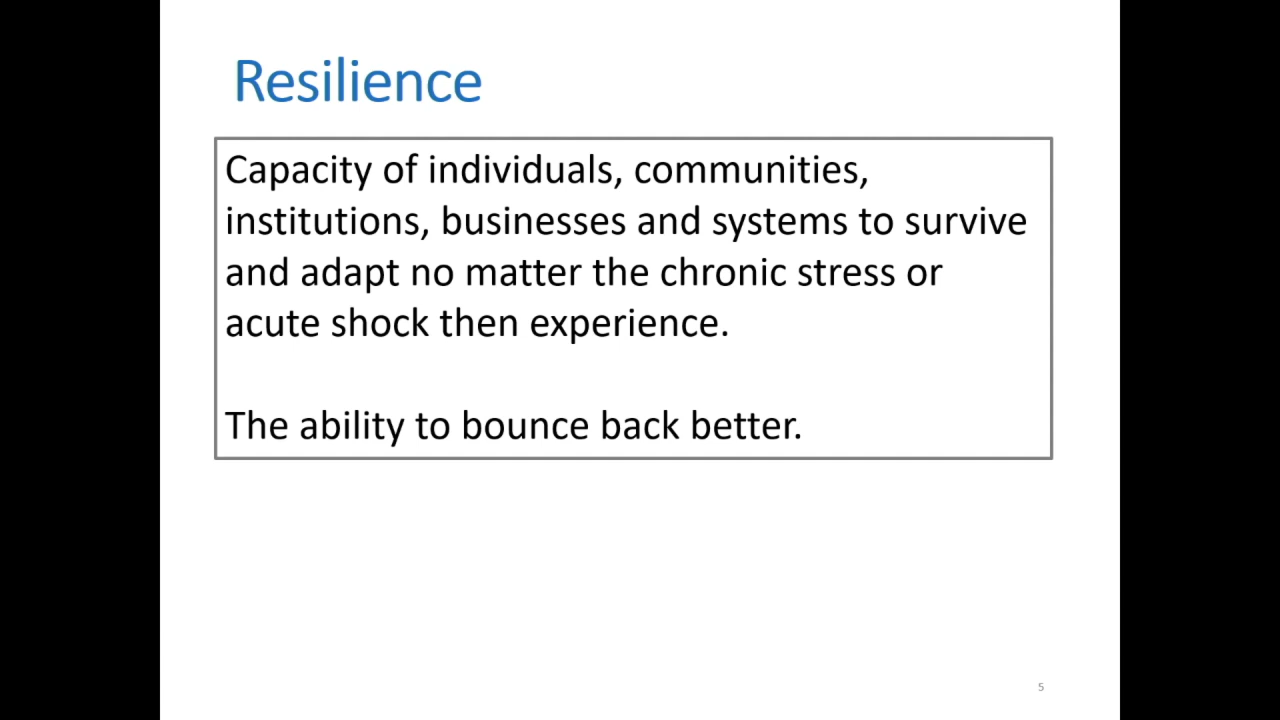 Resilience
Capacity of individuals, communities,
institutions, businesses and systems to survive
and adapt no matter the chronic stress or
acute shock then experience.
The ability to bounce back better.
5